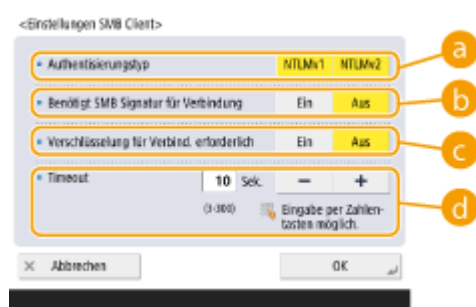 <Einstellungen SMB Client>
Authentisierungstyp NTLMv1 NTLMv2
a
Benötigt SMB Signatur für Verbindung Ein Aus
b
Verschlüsselung für Verbind. erforderlich Ein Aus
c
Timeout 10 Sek. − +
(3-300) Eingabe per Zahlen-
tasten möglich.
d
× Abbrechen OK